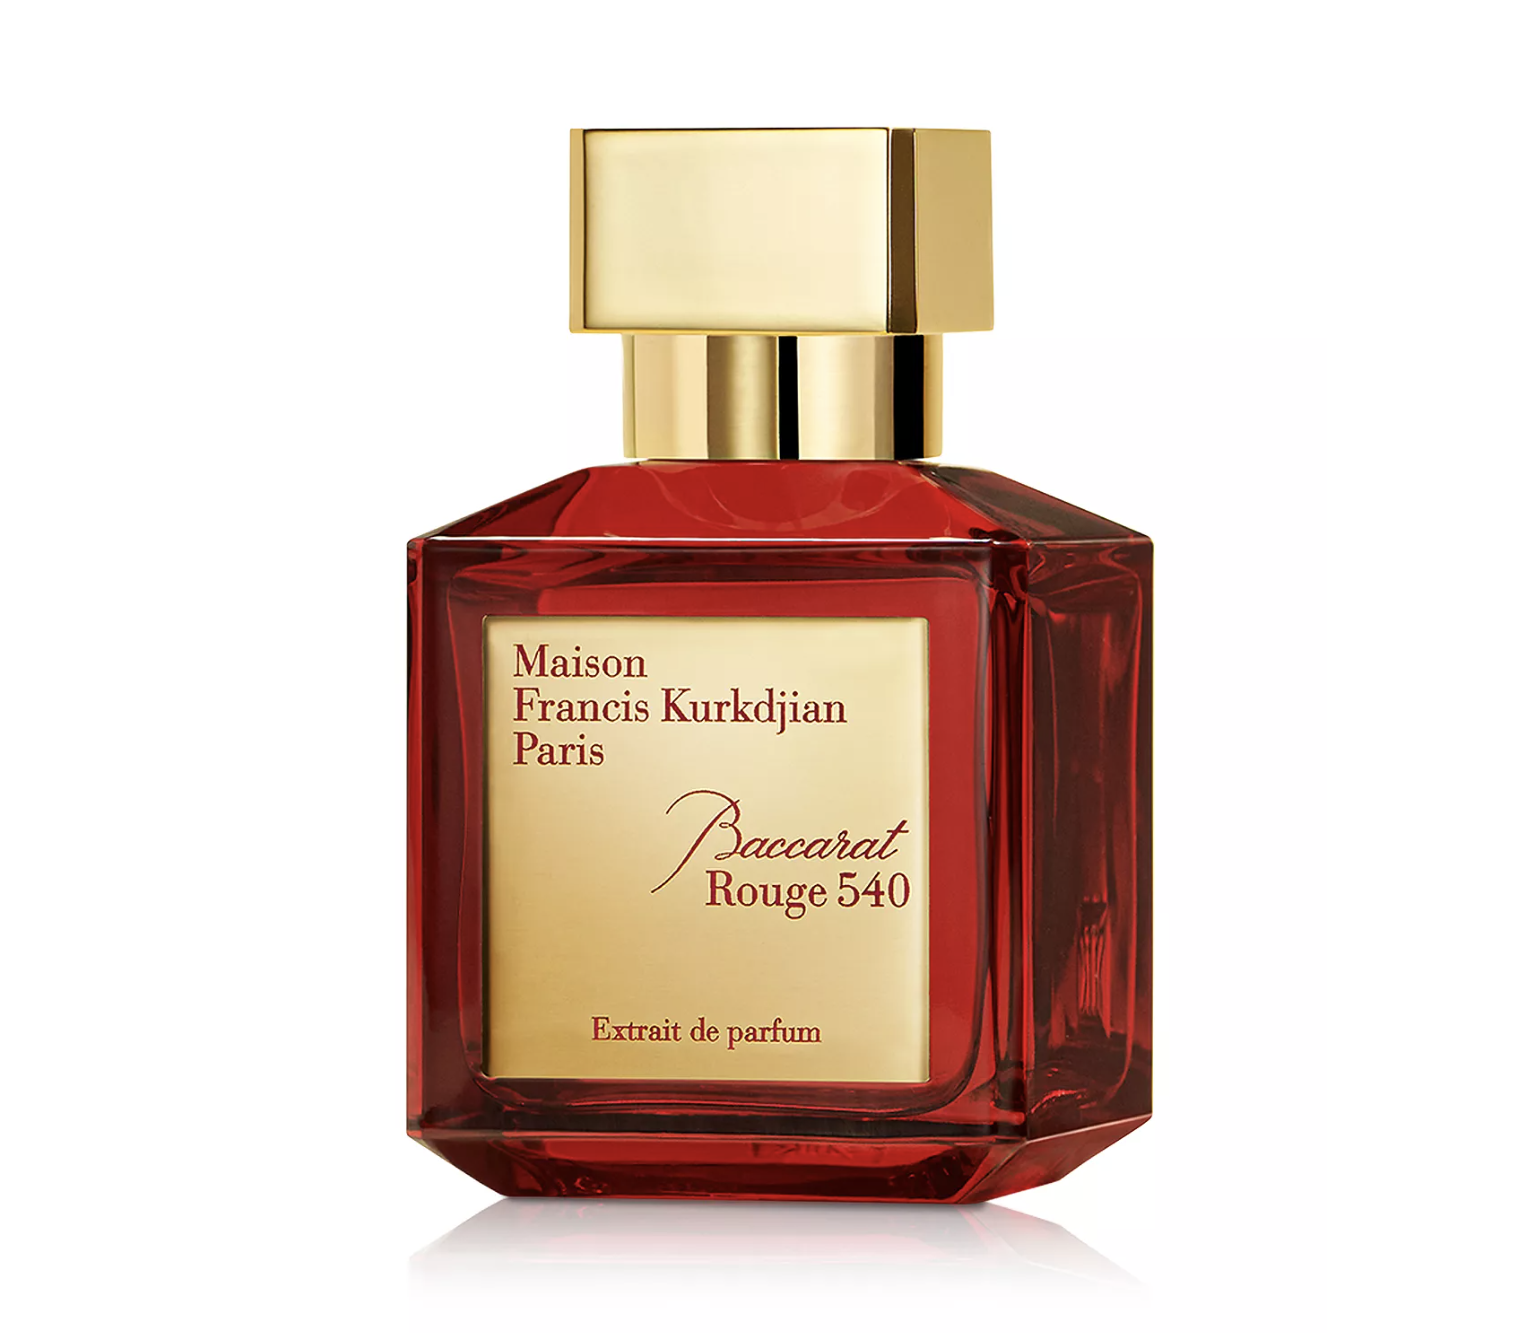 Maison
Francis Kurkdjian
Paris
Baccarat
Rouge 540
Extrait de parfum